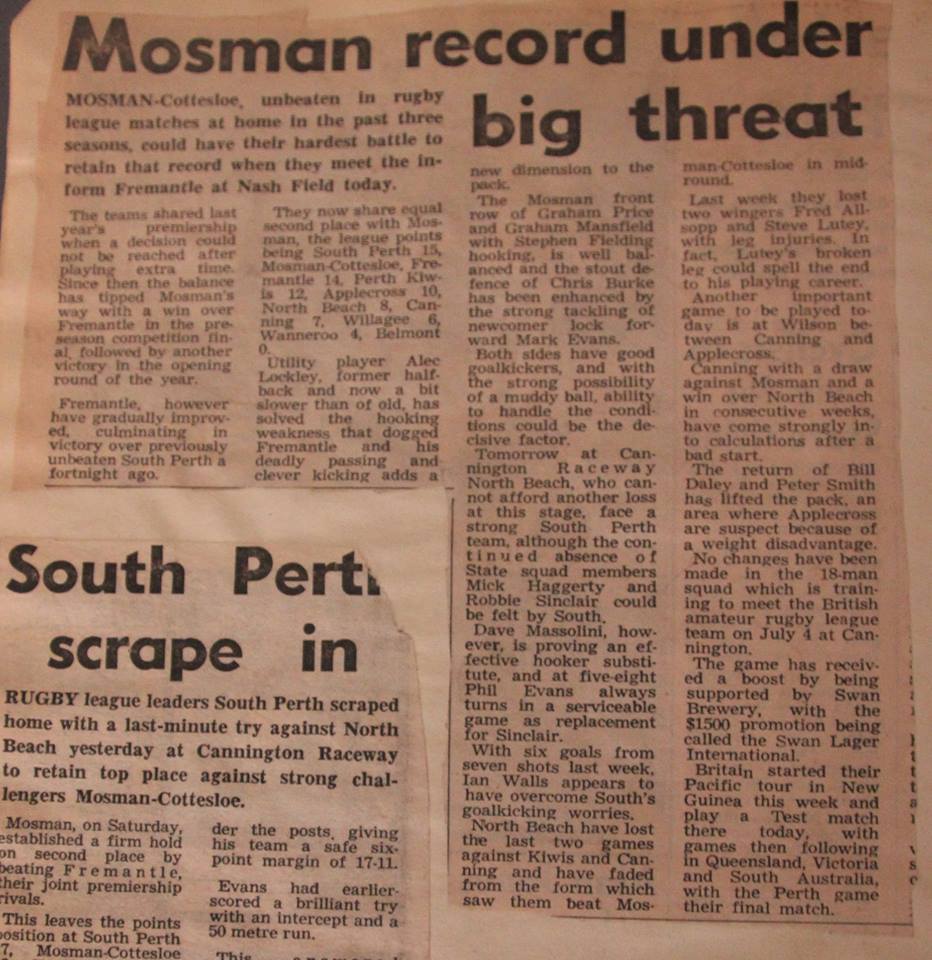 Mosman record under
big threat
MOSMAN-Cottesloe, unbeaten in rugby
league matches at home in the past three
seasons, could have their hardest battle to
retain that record when they meet the in-
form Fremantle at Nash Field today.
The teams shared last
year's premiership
when a decision could
not be reached after
playing extra time.
Since then the balance
has tipped Mosman's
way with a win over
Fremantle in the pre-
season competition fin-
al, followed by another
victory in the opening
round of the year.
Fremantle, however
have gradually improv-
ed, culminating in
victory over previously
unbeaten South Perth a
fortnight ago.
They now share equal
second place with Mos-
man, the league points
being South Perth 15,
Mosman-Cottesloe, Fre-
mantle 14, Perth Kiw-
is 12, Applecross 10,
North Beach 8, Can-
ning 7, Willagee 6,
Wanneroo 4, Belmont
0.
Utility player Alec
Lockley, former half-
back and now a bit
slower than of old, has
solved the hooking
weakness that dogged
Fremantle and his
deadly passing and
clever kicking adds a
new dimension to the
pack.
The Mosman front
row of Graham Price
and Graham Mansfield
with Stephen Fielding
hooking, is well bal-
anced and the stout de-
fence of Chris Burke
has been enhanced by
the strong tackling of
newcomer lock for-
ward Mark Evans.
Both sides have good
goalkickers, and with
the strong possibility
of a muddy ball, ability
to handle the condi-
tions could be the de-
cisive factor.
Tomorrow at Can-
nington Raceway
North Beach, who can-
not afford another loss
at this stage, face a
strong South Perth
team, although the con-
tinued absence of
State squad members
Mick Haggerty and
Robbie Sinclair could
be felt by South.
Dave Massolini, how-
ever, is proving an ef-
fective hooker substi-
tute, and at five-eight
Phil Evans always
turns in a serviceable
game as replacement
for Sinclair.
With six goals from
seven shots last week,
Ian Walls appears to
have overcome South's
goalkicking worries.
North Beach have lost
the last two games
against Kiwis and Can-
ning and have faded
from the form which
saw them beat Mos-
man-Cottesloe in mid-
round.
Last week they lost
two wingers Fred All-
sopp and Steve Lutey,
with leg injuries. In
fact, Lutey's broken
leg could spell the end
to his playing career.
Another important
game to be played to-
day is at Wilson be-
tween Canning and
Applecross.
Canning with a draw
against Mosman and a
win over North Beach
in consecutive weeks,
have come strongly in-
to calculations after a
bad start.
The return of Bill
Daley and Peter Smith
has lifted the pack, an
area where Applecross
are suspect because of
a weight disadvantage.
No changes have been
made in the 18-man
squad which is train-
ing to meet the British
amateur rugby league
team on July 4 at Can-
nington.
The game has receiv-
ed a boost by being
supported by Swan
Brewery, with the
$1500 promotion being
called the Swan Lager
International.
Britain started their
Pacific tour in New
Guinea this week and
play a Test match
there today, with
games then following
in Queensland, Victoria
and South Australia,
with the Perth game
their final match.
South Perth
scrape in
RUGBY league leaders South Perth scraped
home with a last-minute try against North
Beach yesterday at Cannington Raceway
to retain top place against strong chal-
lengers Mosman-Cottesloe.
Mosman, on Saturday,
established a firm hold
on second place by
beating Fremantle,
their joint premiership
rivals.
This leaves the points
position at South Perth
7, Mosman-Cottesloe
der the posts, giving
his team a safe six-
point margin of 17-11.
Evans had earlier
scored a brilliant try
with an intercept and a
50 metre run.
This